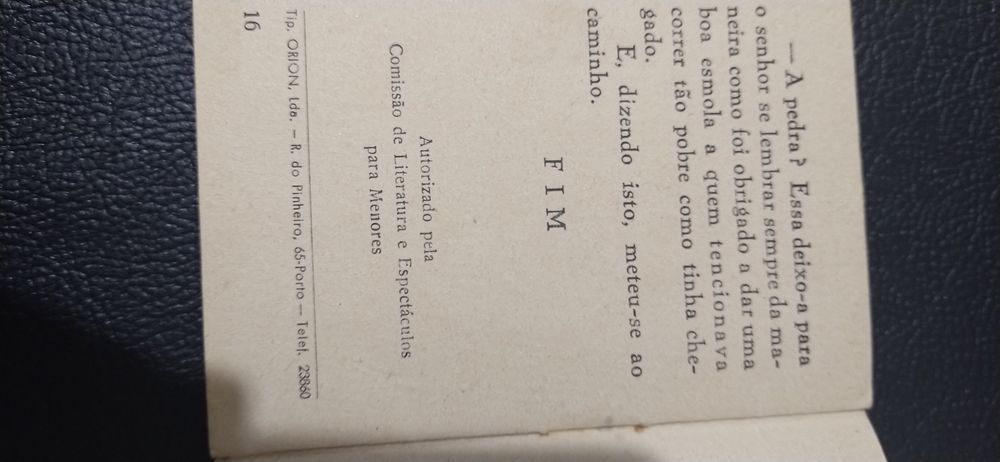 — A pedra? Essa deixo-a para
o senhor se lembrar sempre da ma-
neira como foi obrigado a dar uma
boa esmola a quem tencionava
correr tão pobre como tinha che-
gado.
E, dizendo isto, meteu-se ao
caminho.
FIM
Autorizado pela
Comissão de Literatura e Espectáculos
para Menores
Tip. ORION, Lda. — R. do Pinheiro, 65-Porto — Telef. 23860
16